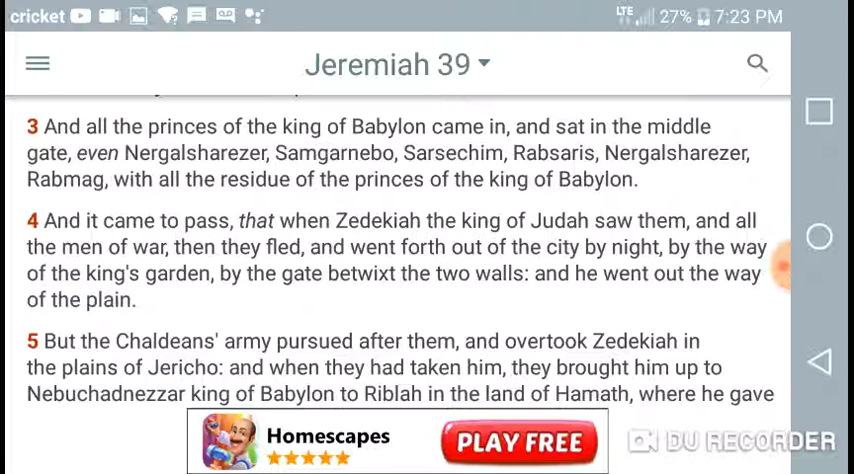 cricket LTE 27% 7:23 PM
Jeremiah 39
3 And all the princes of the king of Babylon came in, and sat in the middle
gate, even Nergalsharezer, Samgarnebo, Sarsechim, Rabsaris, Nergalsharezer,
Rabmag, with all the residue of the princes of the king of Babylon.
4 And it came to pass, that when Zedekiah the king of Judah saw them, and all
the men of war, then they fled, and went forth out of the city by night, by the way
of the king's garden, by the gate betwixt the two walls: and he went out the way
of the plain.
5 But the Chaldeans' army pursued after them, and overtook Zedekiah in
the plains of Jericho: and when they had taken him, they brought him up to
Nebuchadnezzar king of Babylon to Riblah in the land of Hamath, where he gave
Homescapes
PLAY FREE
DU RECORDER